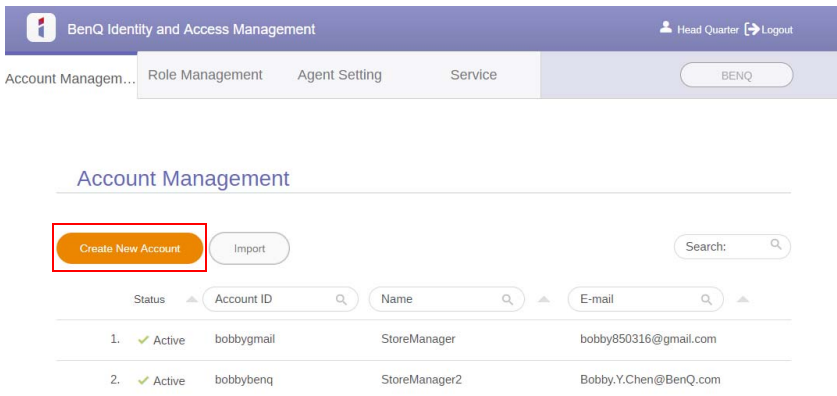 BenQ Identity and Access Management
Head Quarter Logout
Account Managem... Role Management Agent Setting Service BENQ
Account Management
Create New Account Import Search:
Status Account ID Name E-mail
1. Active bobbygmail StoreManager bobby850316@gmail.com
2. Active bobbybenq StoreManager2 Bobby.Y.Chen@BenQ.com